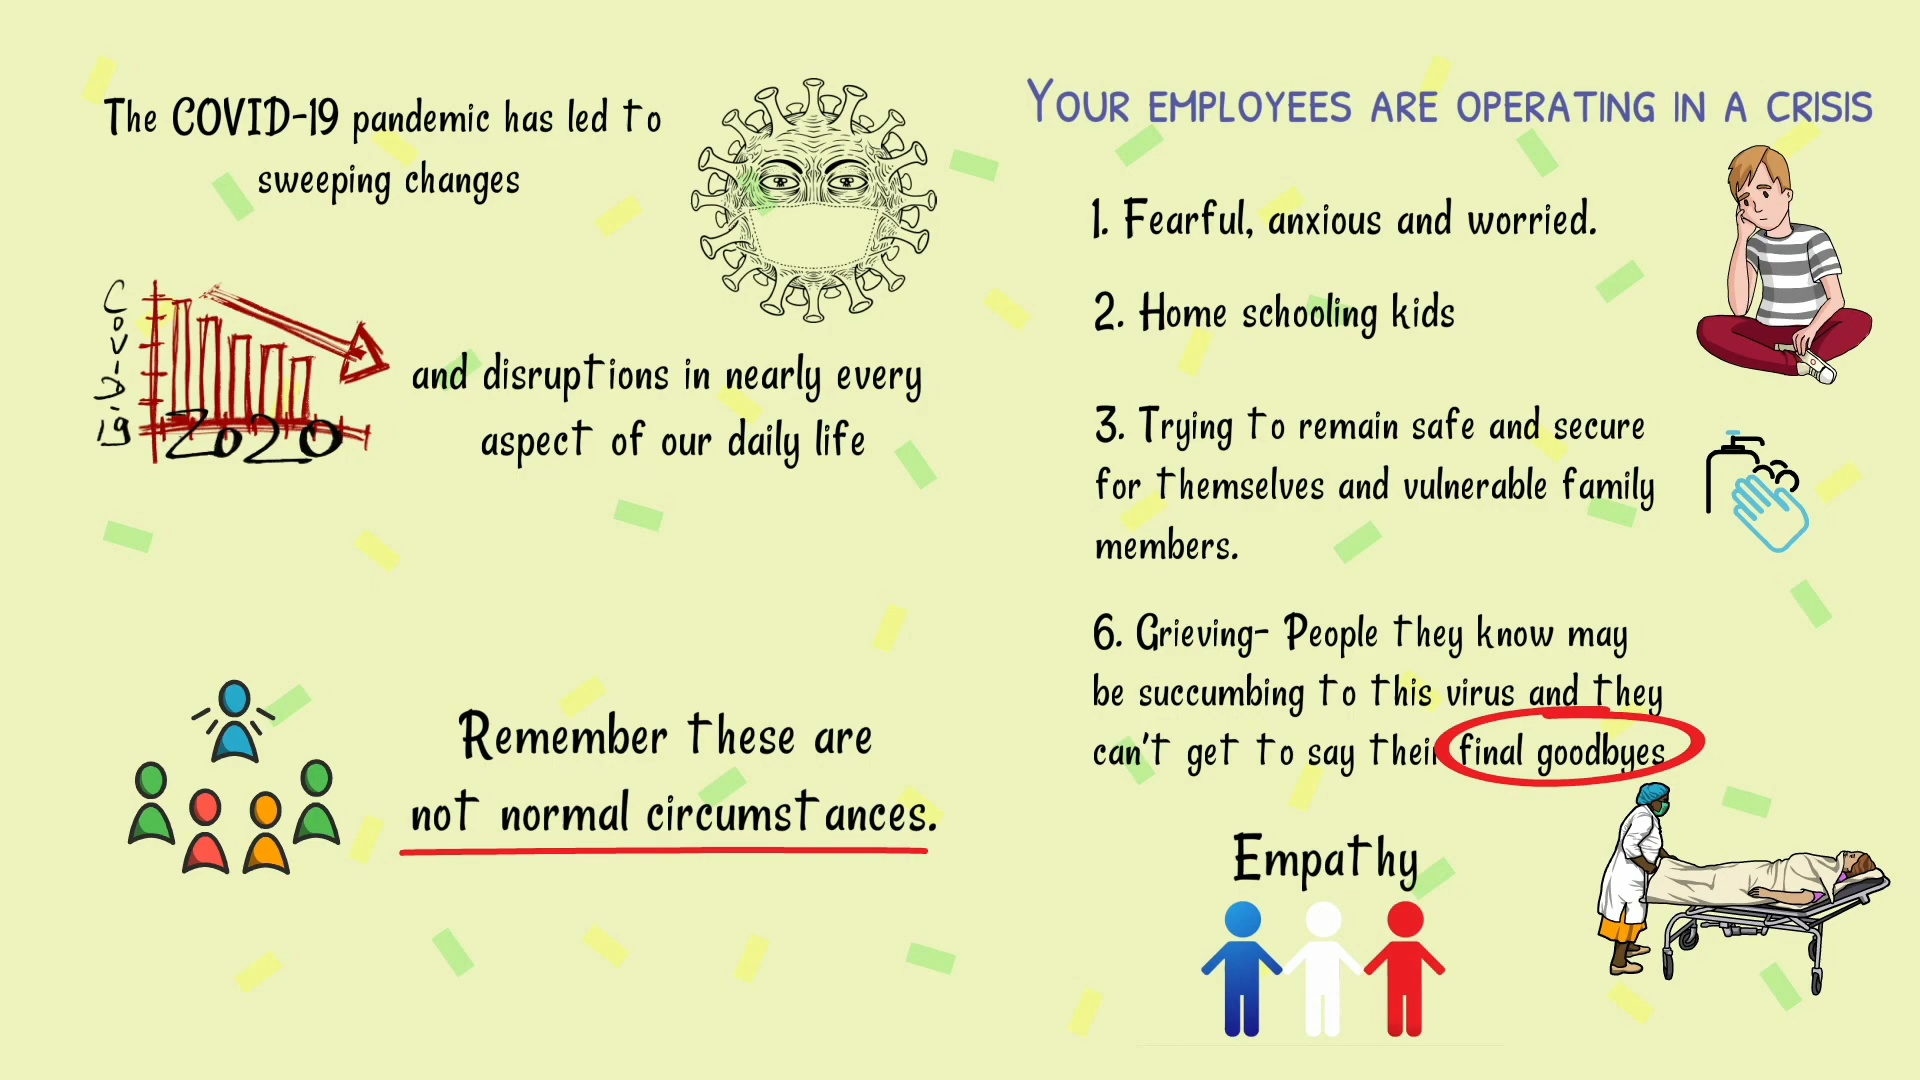 The COVID-19 pandemic has led to
sweeping changes
Covid-19
2020
and disruptions in nearly every
aspect of our daily life
Remember these are
not normal circumstances.
Your employees are operating in a crisis
1. Fearful, anxious and worried.
2. Home schooling kids
3. Trying to remain safe and secure
for themselves and vulnerable family
members.
6. Grieving- People they know may
be succumbing to this virus and they
can't get to say their final goodbyes
Empathy